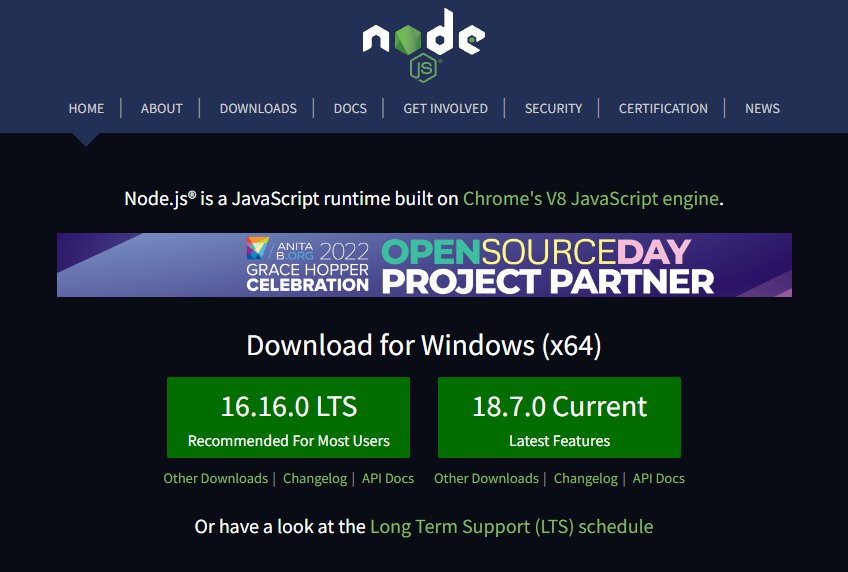 node
JS
HOME | ABOUT | DOWNLOADS | DOCS | GET INVOLVED | SECURITY | CERTIFICATION | NEWS
Node.js® is a JavaScript runtime built on Chrome's V8 JavaScript engine.
ANITA
B.ORG 2022
GRACE HOPPER
CELEBRATION
OPENSOURCEDAY
PROJECT PARTNER
Download for Windows (x64)
16.16.0 LTS
Recommended For Most Users
18.7.0 Current
Latest Features
Other Downloads | Changelog | API Docs
Other Downloads | Changelog | API Docs
Or have a look at the Long Term Support (LTS) schedule